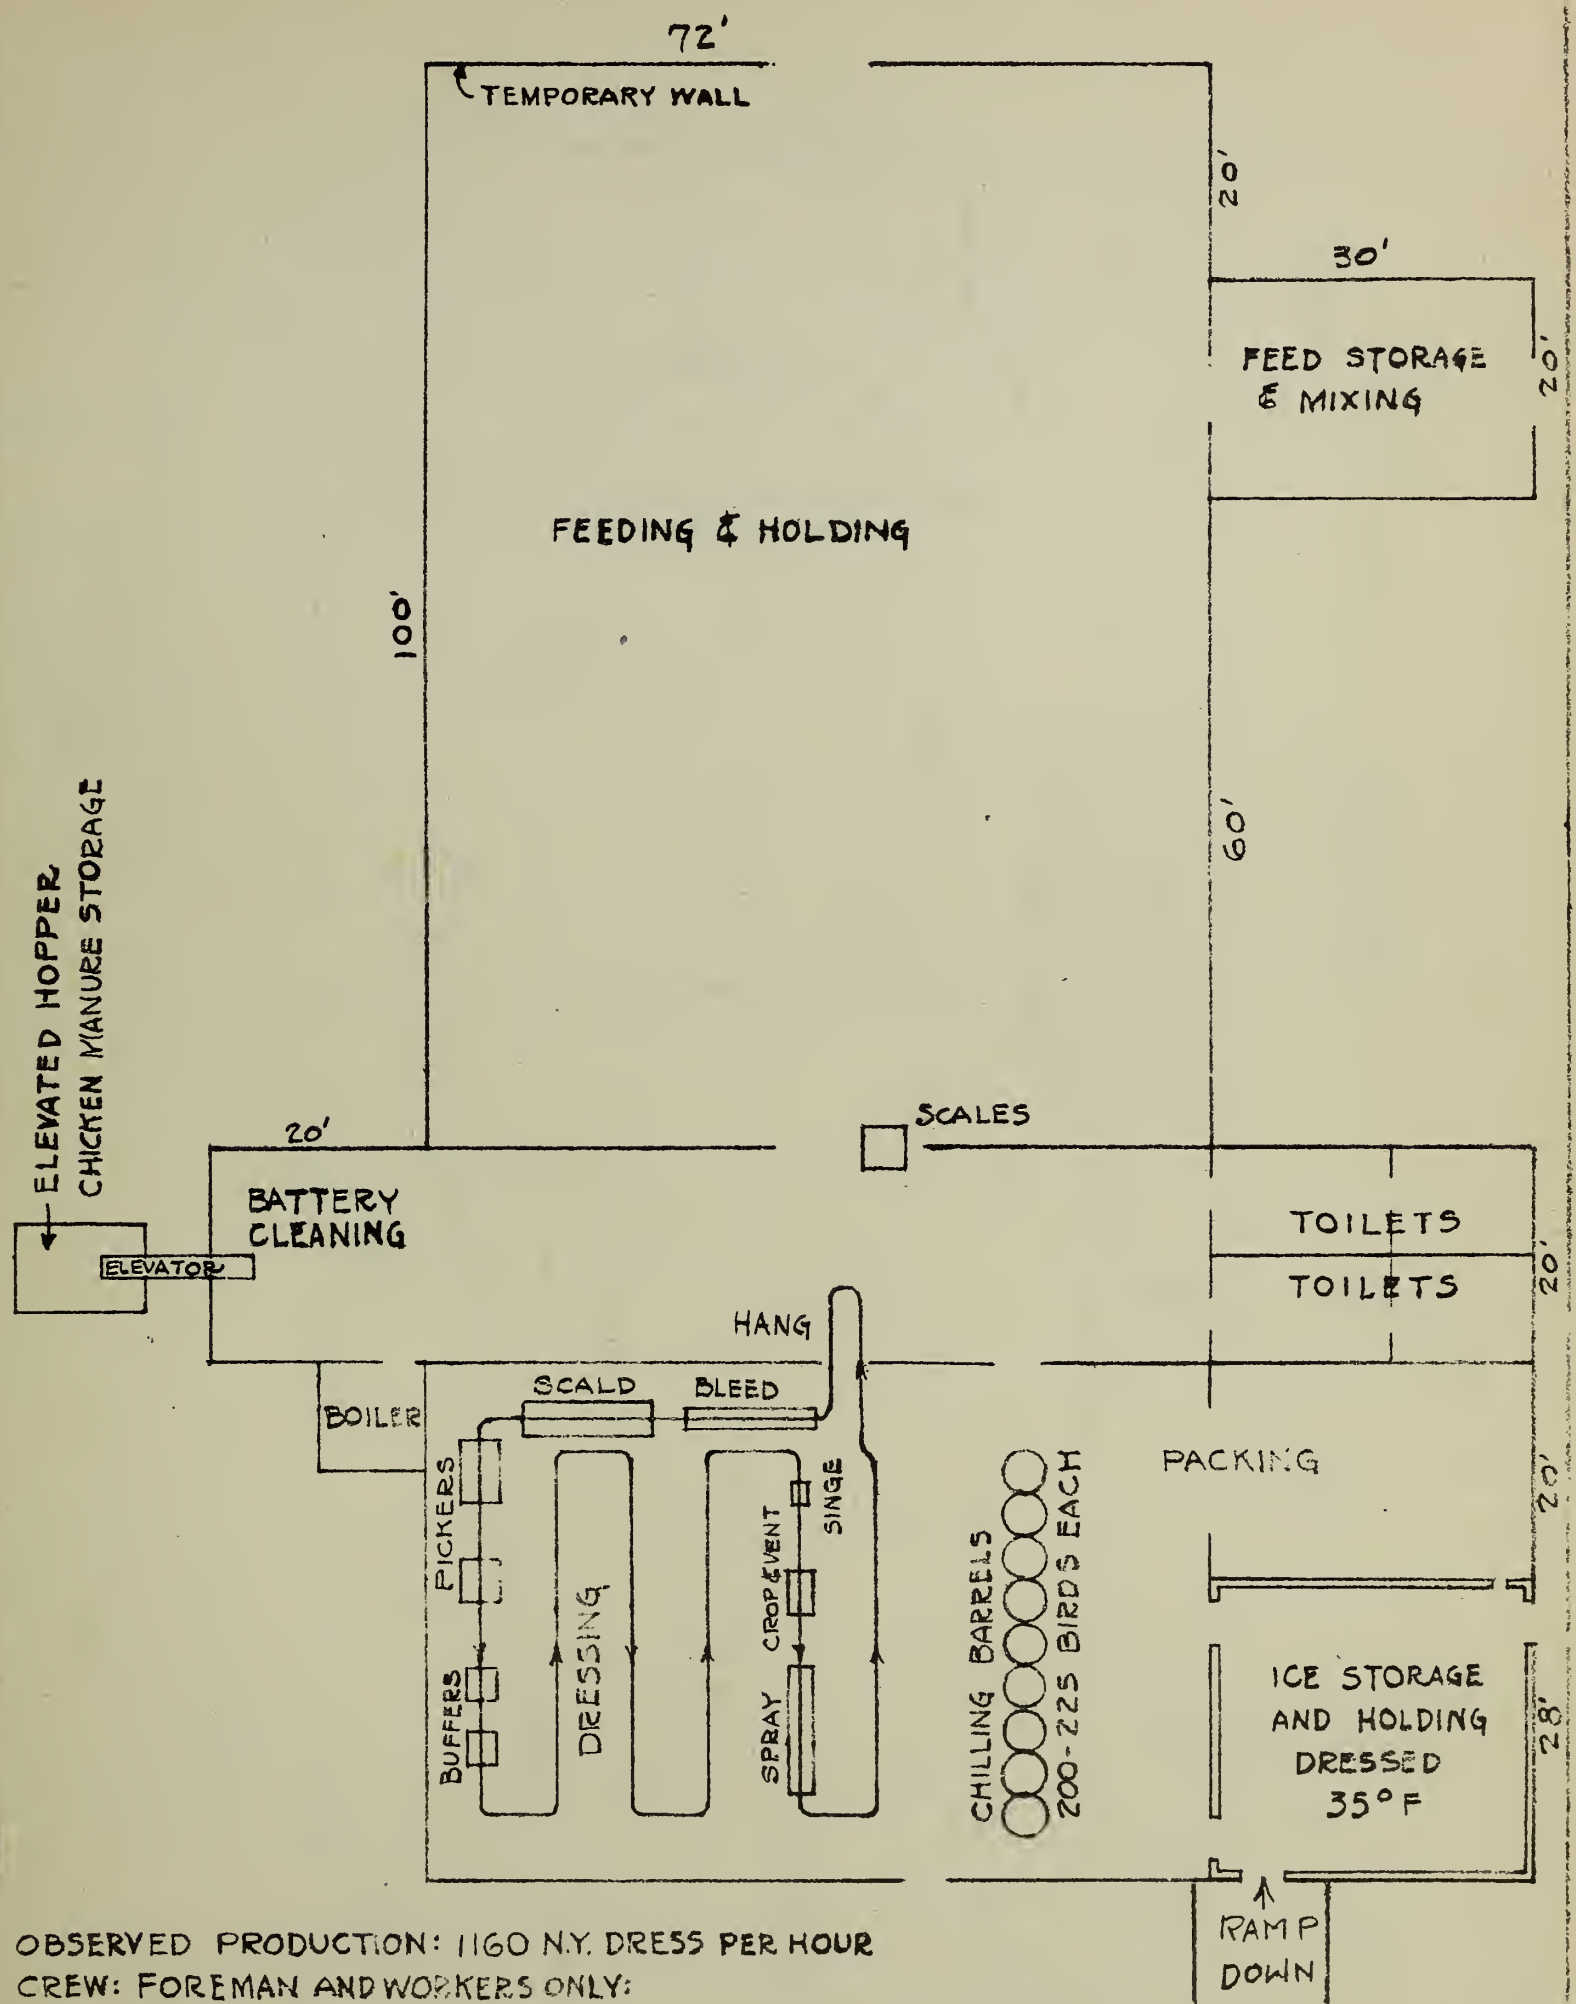 72'
TEMPORARY WALL
20'
30'
FEED STORAGE
& MIXING
20'
FEEDING & HOLDING
100'
60'
ELEVATED HOPPER
CHICKEN MANURE STORAGE
SCALES
20'
BATTERY
CLEANING
ELEVATOR
TOILETS
TOILETS
20'
HANG
SCALD
BLEED
BOILER
PICKERS
BUFFERS
DRESSING
SINGE
CROP & VENT
SPRAY
CHILLING BARRELS
200-225 BIRDS EACH
PACKING
20'
ICE STORAGE
AND HOLDING
DRESSED
35° F
28'
RAMP
DOWN
OBSERVED PRODUCTION: 1160 N.Y. DRESS PER HOUR
CREW: FOREMAN AND WORKERS ONLY: